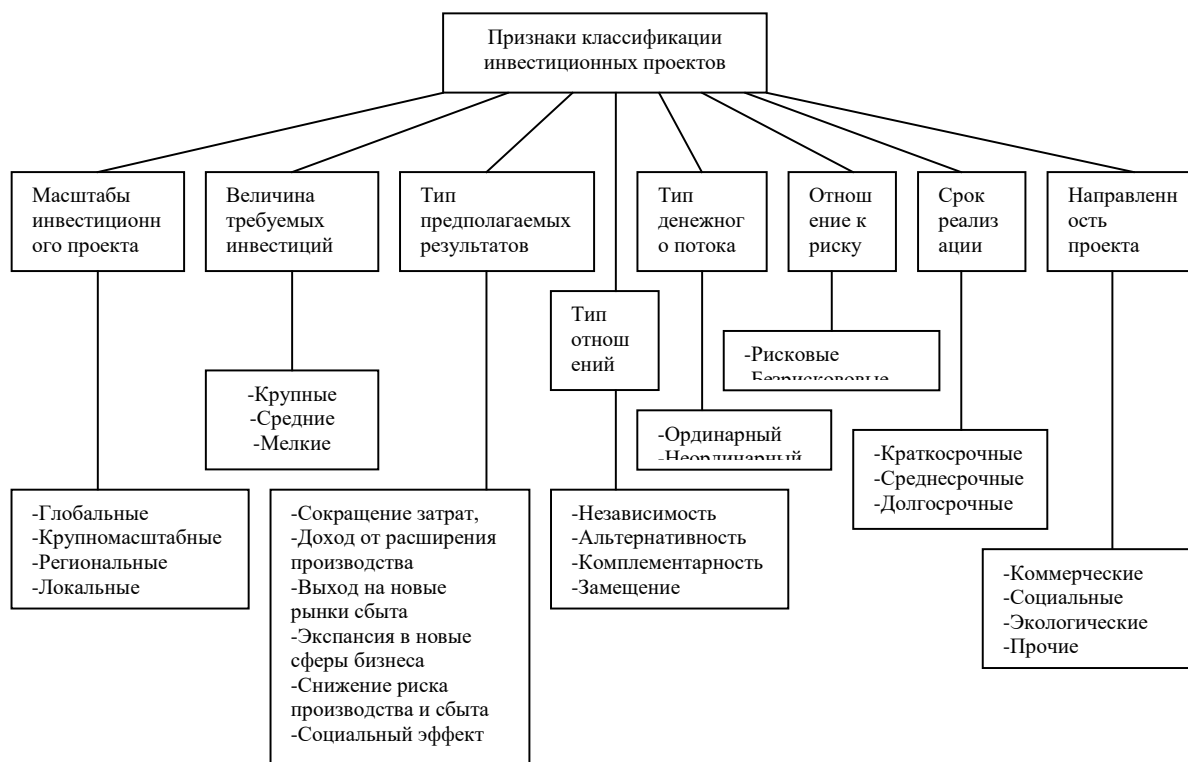 Признаки классификации
инвестиционных проектов
Масштабы
инвестиционн
ого проекта
Величина
требуемых
инвестиций
Тип
предполагаемых
результатов
Тип
денежног
о потока
Отнош
ение к
риску
Срок
реализ
ации
Направленн
ость
проекта
Тип
отнош
ений
-Рисковые
-Безрискововые
-Крупные
-Средние
-Мелкие
-Ординарный
-Неординарный
-Краткосрочные
-Среднесрочные
-Долгосрочные
-Глобальные
-Крупномасштабные
-Региональные
-Локальные
-Сокращение затрат,
-Доход от расширения
производства
-Выход на новые
рынки сбыта
-Экспансия в новые
сферы бизнеса
-Снижение риска
производства и сбыта
-Социальный эффект
-Независимость
-Альтернативность
-Комплементарность
-Замещение
-Коммерческие
-Социальные
-Экологические
-Прочие